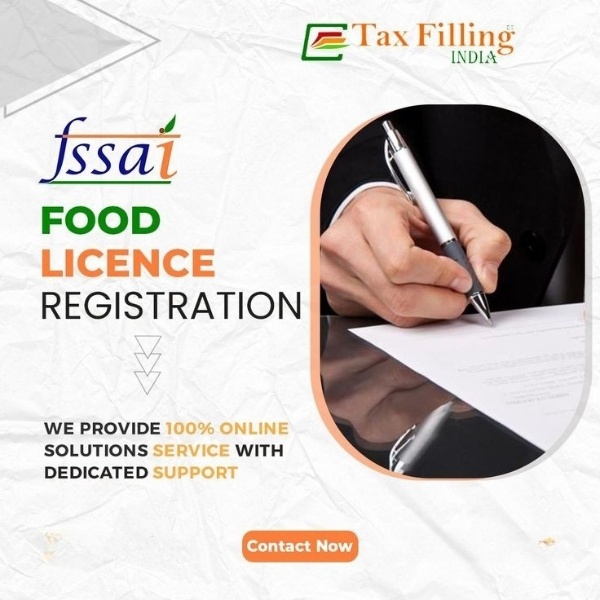 Tax Filling
INDIA
fssai
FOOD
LICENCE
REGISTRATION
WE PROVIDE 100% ONLINE
SOLUTIONS SERVICE WITH
DEDICATED SUPPORT
Contact Now